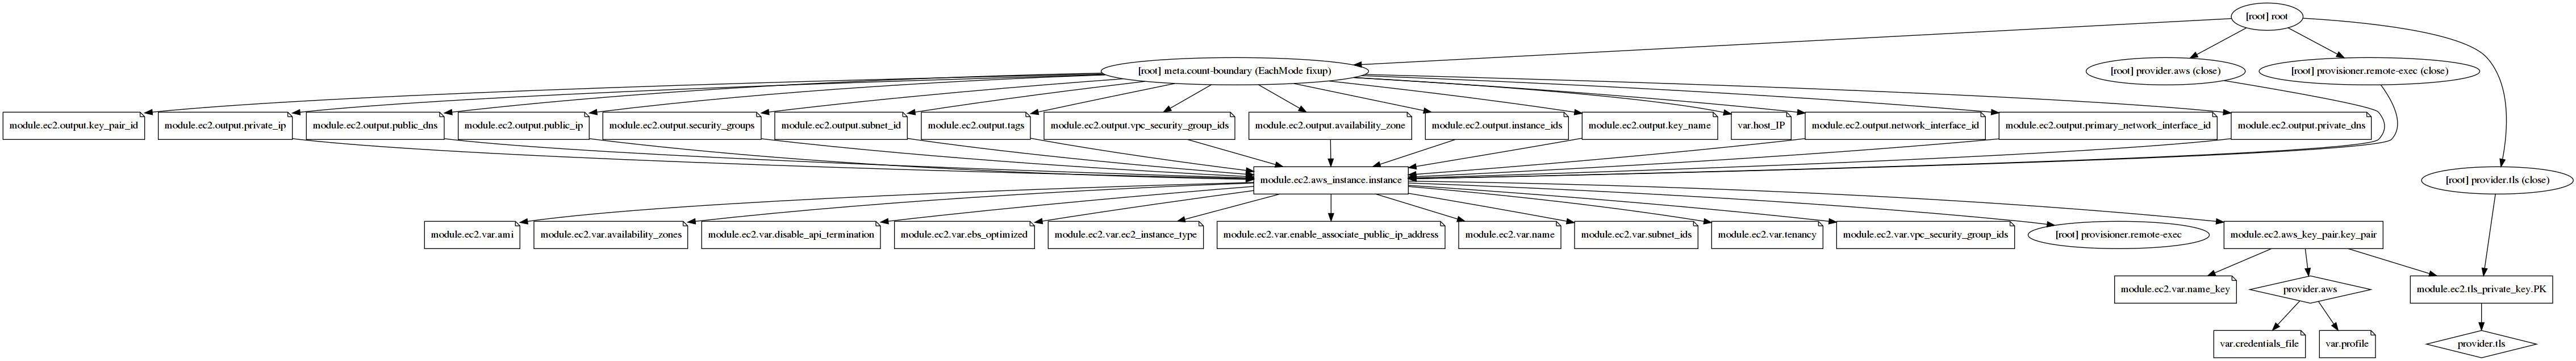 [root] root
[root] meta.count-boundary (EachMode fixup)
[root] provider.aws (close)
[root] provisioner.remote-exec (close)
module.ec2.output.key_pair_id
module.ec2.output.private_ip
module.ec2.output.public_dns
module.ec2.output.public_ip
module.ec2.output.security_groups
module.ec2.output.subnet_id
module.ec2.output.tags
module.ec2.output.vpc_security_group_ids
module.ec2.output.availability_zone
module.ec2.output.instance_ids
module.ec2.output.key_name
var.host_IP
module.ec2.output.network_interface_id
module.ec2.output.primary_network_interface_id
module.ec2.output.private_dns
module.ec2.aws_instance.instance
[root] provider.tls (close)
module.ec2.var.ami
module.ec2.var.availability_zones
module.ec2.var.disable_api_termination
module.ec2.var.ebs_optimized
module.ec2.var.ec2_instance_type
module.ec2.var.enable_associate_public_ip_address
module.ec2.var.name
module.ec2.var.subnet_ids
module.ec2.var.tenancy
module.ec2.var.vpc_security_group_ids
[root] provisioner.remote-exec
module.ec2.aws_key_pair.key_pair
module.ec2.var.name_key
provider.aws
module.ec2.tls_private_key.PK
var.credentials_file
var.profile
provider.tls